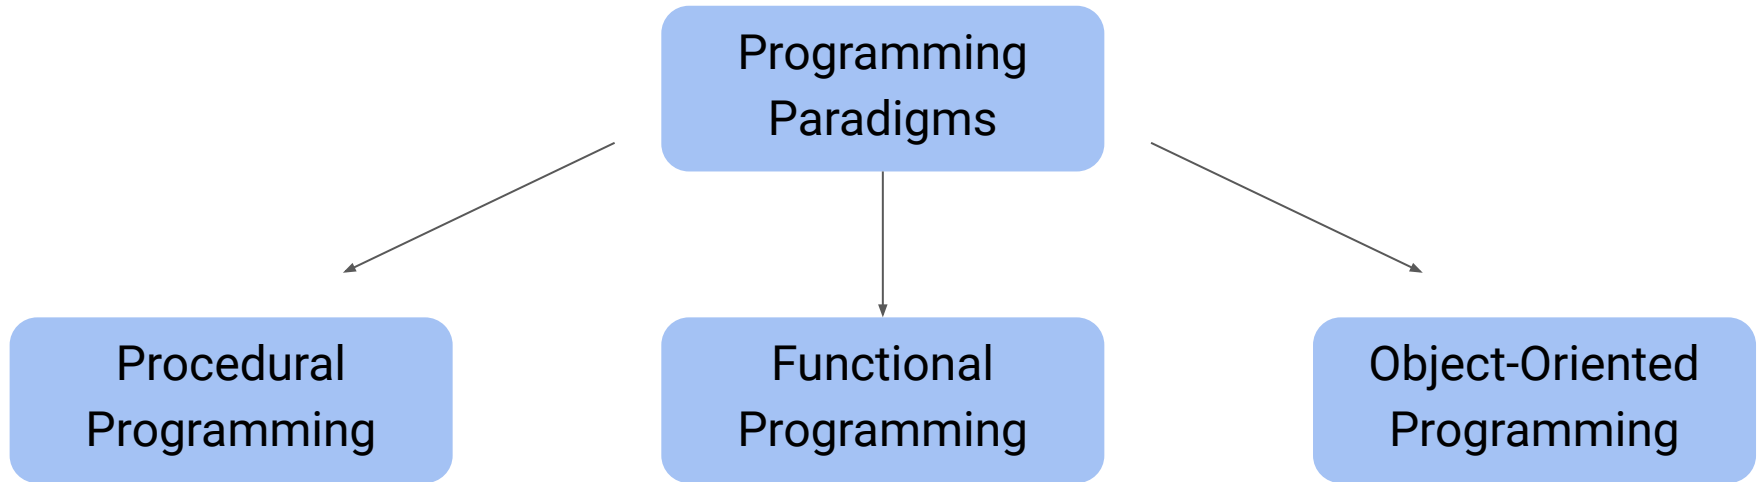 Programming
Paradigms
Procedural
Programming
Functional
Programming
Object-Oriented
Programming